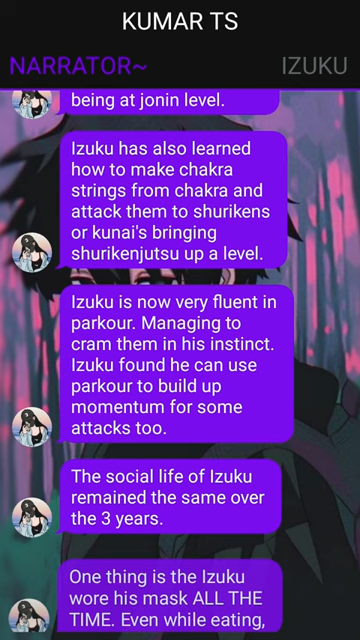 KUMAR TS
NARRATOR~
IZUKU
being at jonin level.
Izuku has also learned
how to make chakra
strings from chakra and
attack them to shurikens
or kunai's bringing
shurikenjutsu up a level.
Izuku is now very fluent in
parkour. Managing to
cram them in his instinct.
Izuku found he can use
parkour to build up
momentum for some
attacks too.
The social life of Izuku
remained the same over
the 3 years.
One thing is the Izuku
wore his mask ALL THE
TIME. Even while eating,